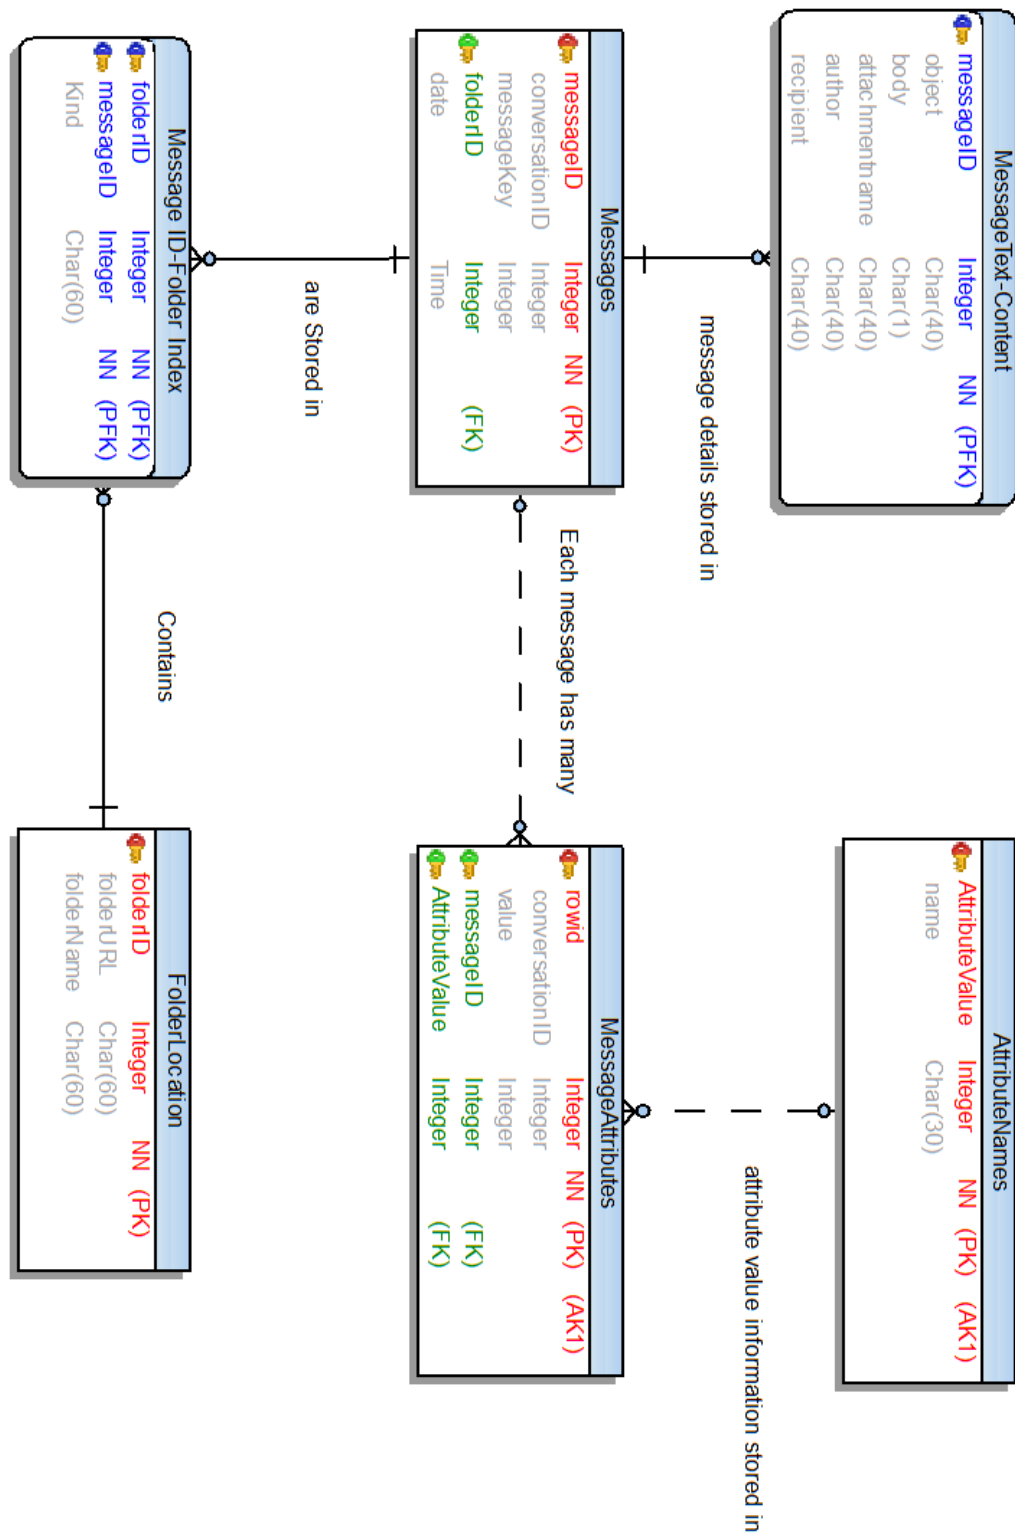 MessageText-Content
messageID Integer NN (PFK)
object Char(40)
body Char(1)
attachmentname Char(40)
author Char(40)
recipient Char(40)
message details stored in
Messages
messageID Integer NN (PK)
conversationID Integer
messageKey Integer
folderID Integer (FK)
date Time
are Stored in
Message ID-Folder Index
folderID Integer NN (PFK)
messageID Integer NN (PFK)
Kind Char(60)
AttributeNames
AttributeValue Integer NN (PK) (AK1)
name Char(30)
attribute value information stored in
Each message has many
MessageAttributes
rowid Integer NN (PK) (AK1)
conversationID Integer
value Integer
messageID Integer (FK)
AttributeValue Integer (FK)
Contains
FolderLocation
folderID Integer NN (PK)
folderURL Char(60)
folderName Char(60)